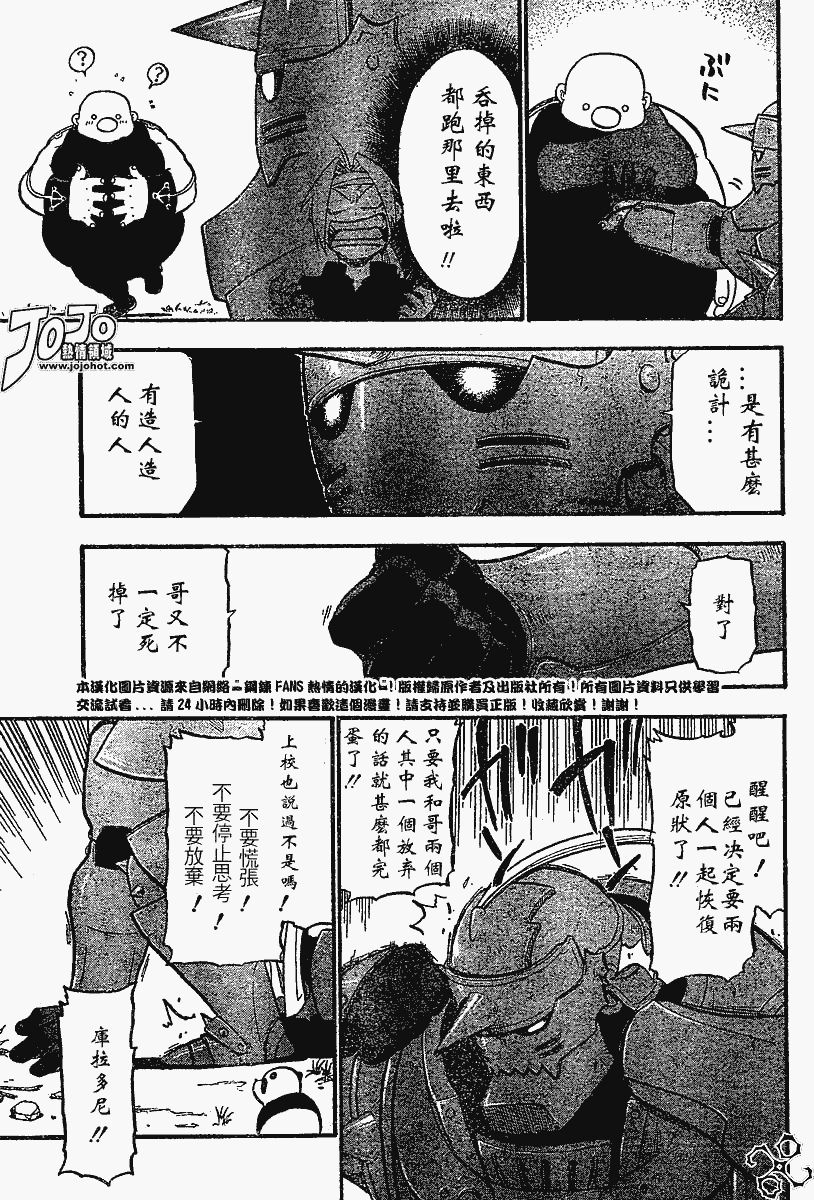 ぶに
吞掉的東西
都跑那里去啦!!
?
?
JOJO
熱情領域
www.jojohot.com
…是有甚麼
詭計…
有造人造
人的人
對了
哥又不
一定死
掉了
本漢化图片資源來自網絡"鋼鍊FANS熱情的漢化"!版權歸原作者及出版社所有!所有图片資料只供學習
交流試看...請24小時內刪除!如果喜歡這個漫畫!請支持並購買正版!收藏欣賞!謝謝!
醒醒吧!
已經決定要兩
個人一起恢復
原狀了!!
只要我和哥兩個
人其中一個放弃
的話就甚麼都完
蛋了!!
上校也説過不是嗎!
不要慌張!
不要停止思考!
不要放棄!
庫拉多尼!!